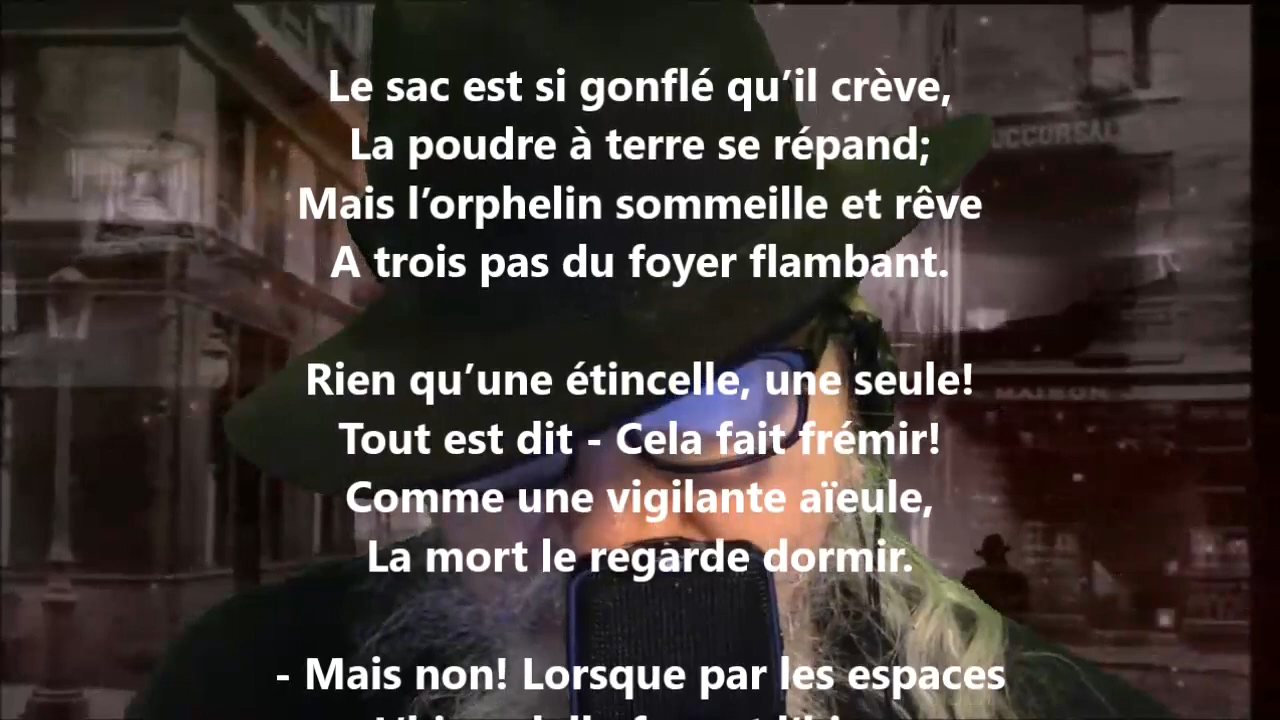 Le sac est si gonflé qu’il crève,
La poudre à terre se répand;
Mais l’orphelin sommeille et rêve
A trois pas du foyer flambant.
Rien qu’une étincelle, une seule!
Tout est dit - Cela fait frémir!
Comme une vigilante aïeule,
La mort le regarde dormir.
- Mais non! Lorsque par les espaces
UCCURSAL
MAISON